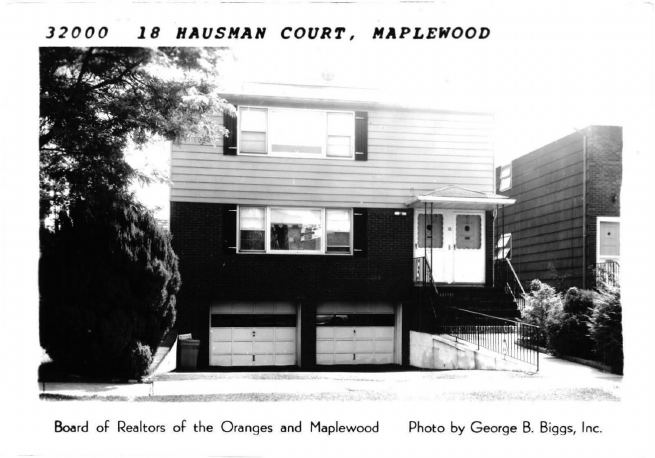 32000 18 HAUSMAN COURT, MAPLEWOOD
Board of Realtors of the Oranges and Maplewood Photo by George B. Biggs, Inc.